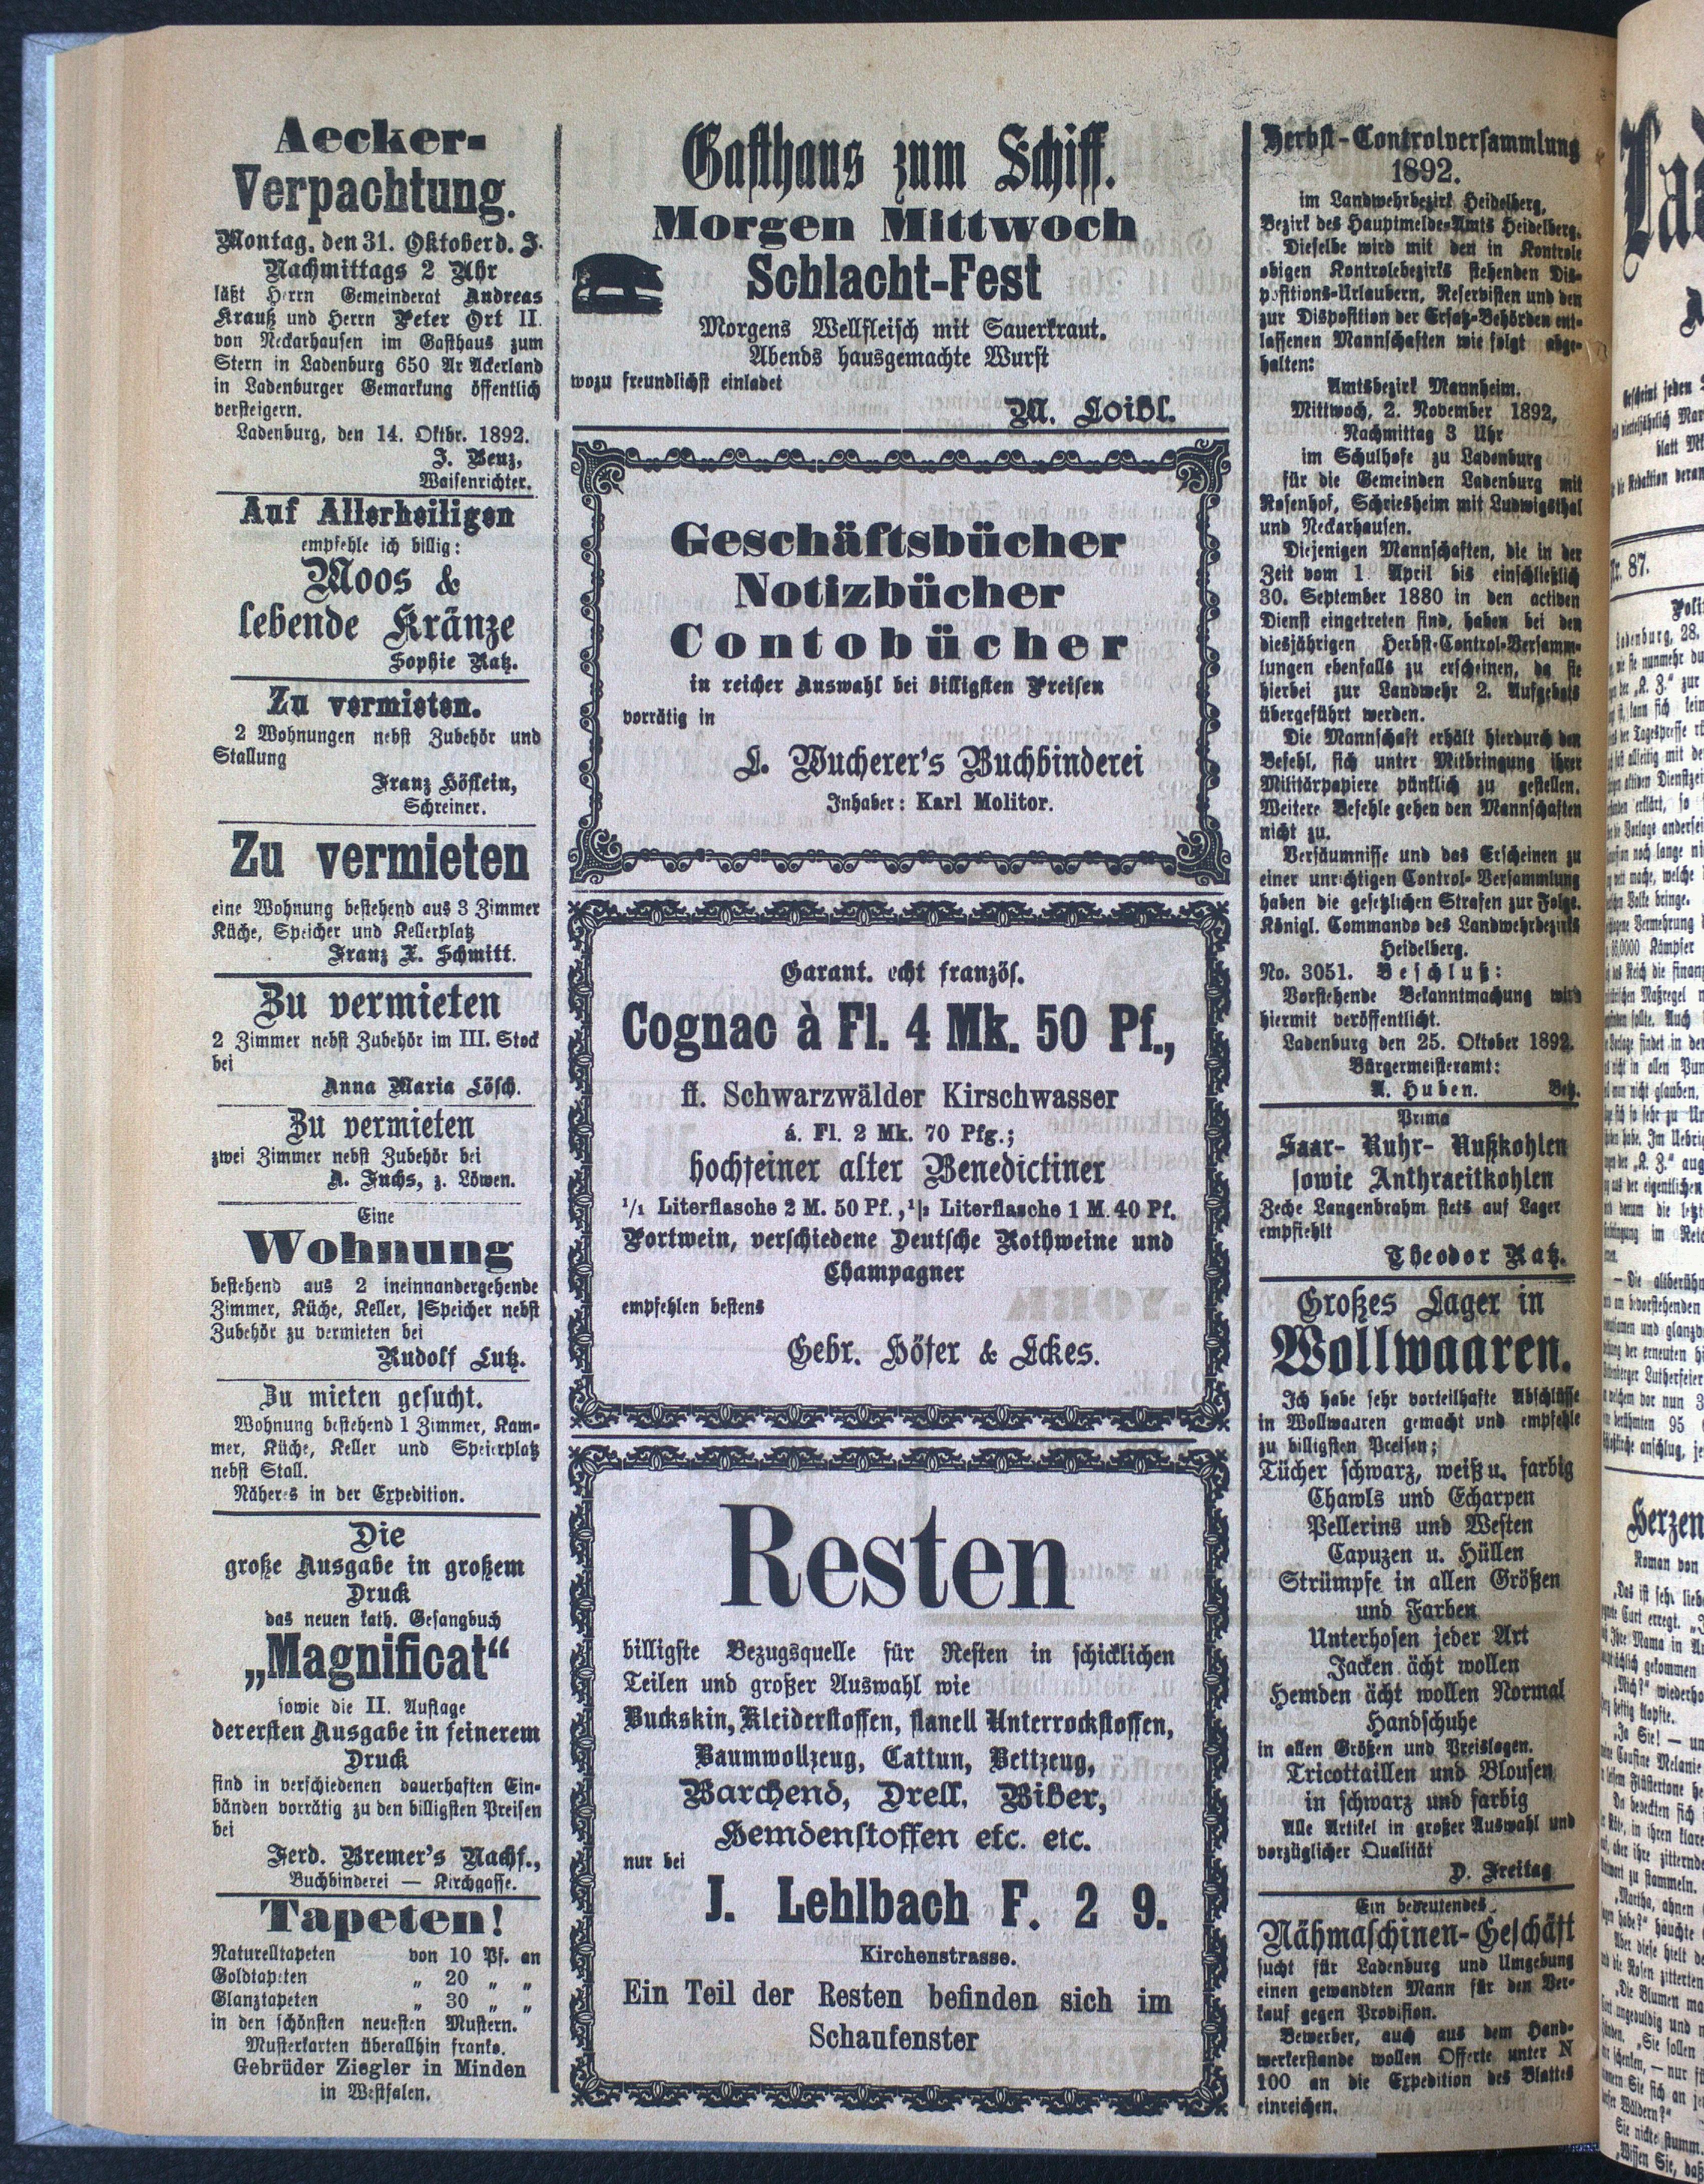 Aecker-
Verpachtung.
Montag, den 31. Oktober d. J.
Nachmittags 2 Uhr
läßt Herrn Gemeinderat Andreas
Krauß und Herrn Peter Ort II.
von Neckarhausen im Gasthaus zum
Stern in Ladenburg 650 Ar Ackerland
in Ladenburger Gemarkung öffentlich
versteigern.
Ladenburg, den 14. Oktbr. 1892.
J. Benz,
Waisenrichter.
Auf Allerheiligen
empfehle ich billig:
Moos &
lebende Kränze
Sophie Katz.
Zu vermieten.
2 Wohnungen nebst Zubehör und
Stallung
Franz Höflein,
Schreiner.
Zu vermieten
eine Wohnung bestehend aus 3 Zimmer
Küche, Speicher und Kellerplatz
Franz X. Schmitt.
Zu vermieten
2 Zimmer nebst Zubehör im III. Stock
bei
Anna Maria Lösch.
Zu vermieten
zwei Zimmer nebst Zubehör bei
A. Fuchs, z. Löwen.
Eine
Wohnung
bestehend aus 2 ineinnandergehende
Zimmer, Küche, Keller, Speicher nebst
Zubehör zu vermieten bei
Rudolf Lutz.
Zu mieten gesucht.
Wohnung bestehend 1 Zimmer, Kam-
mer, Küche, Keller und Speierplatz
nebst Stall.
Näheres in der Expedition.
Die
große Ausgabe in großem
Druck
das neuen kath. Gesangbuch
„Magnificat“
sowie die II. Auflage
derersten Ausgabe in feinerem
Druck
sind in verschiedenen dauerhaften Ein-
bänden vorrätig zu den billigsten Preisen
bei
Ferd. Bremer's Nachf.,
Buchbinderei — Kirchgasse.
Tapeten!
Naturelltapeten von 10 Pf. an
Goldtapeten „ 20 „ „
Glanztapeten „ 30 „ „
in den schönsten neuesten Mustern.
Musterkarten überallhin franko.
Gebrüder Ziegler in Minden
in Westfalen.
Gasthaus zum Schiff.
Morgen Mittwoch
Schlacht-Fest
Morgens Wellfleisch mit Sauerkraut.
Abends hausgemachte Wurst
wozu freundlichst einladet
M. Loibl.
Geschäftsbücher
Notizbücher
Contobücher
in reicher Auswahl bei billigsten Preisen
vorrätig in
L. Wucherer's Buchbinderei
Inhaber: Karl Molitor.
Garant. echt französ.
Cognac à Fl. 4 Mk. 50 Pf.,
ff. Schwarzwälder Kirschwasser
á. Fl. 2 Mk. 70 Pfg.;
hochfeiner alter Benedictiner
1/1 Literflasche 2 M. 50 Pf., 1/2 Literflasche 1 M. 40 Pf.
Portwein, verschiedene Deutsche Rothweine und
Champagner
empfehlen bestens
Gebr. Höfer & Eckes.
Resten
billigste Bezugsquelle für Resten in schicklichen
Teilen und großer Auswahl wie
Buckskin, Kleiderstoffen, flanell Unterrockstoffen,
Baumwollzeug, Cattun, Bettzeug,
Barchend, Drell, Biber,
Hemdenstoffen etc. etc.
nur bei
J. Lehlbach F. 2 9.
Kirchenstrasse.
Ein Teil der Resten befinden sich im
Schaufenster
Herbst-Controlversammlung
1892.
im Landwehrbezirk Heidelberg,
Bezirk des Hauptmelde-Amts Heidelberg.
Dieselbe wird mit den in Kontrole
obigen Kontrolebezirks stehenden Dis-
positions-Urlaubern, Reservisten und den
zur Disposition der Ersatz-Behörden ent-
lassenen Mannschaften wie folgt abge-
halten:
Amtsbezirk Mannheim.
Mittwoch, 2. November 1892,
Nachmittag 3 Uhr
im Schulhofe zu Ladenburg
für die Gemeinden Ladenburg mit
Rosenhof, Schriesheim mit Ludwigsthal
und Neckarhausen.
Diejenigen Mannschaften, die in der
Zeit vom 1 April bis einschließlich
30. September 1880 in den activen
Dienst eingetreten sind, haben bei den
diesjährigen Herbst-Control-Versamm-
lungen ebenfalls zu erscheinen, da sie
hierbei zur Landwehr 2. Aufgebots
übergeführt werden.
Die Mannschaft erhält hierdurch den
Befehl, sich unter Mitbringung ihrer
Militärpapiere pünklich zu gestellen.
Weitere Befehle gehen den Mannschaften
nicht zu.
Versäumnisse und das Erscheinen zu
einer unrichtigen Control-Versammlung
haben die gesetzlichen Strafen zur Folge.
Königl. Commando des Landwehrbezirks
Heidelberg.
No. 3051. Beschluß:
Vorstehende Bekanntmachung wird
hiermit veröffentlicht.
Ladenburg den 25. Oktober 1892.
Bürgermeisteramt:
A. Huben. Betz.
Prima
Saar- Ruhr- Nußkohlen
sowie Anthracitkohlen
Zeche Langenbrahm stets auf Lager
empfiehlt
Theodor Katz.
Großes Lager in
Wollwaaren.
Ich habe sehr vorteilhafte Abschlüsse
in Wollwaaren gemacht und empfehle
zu billigsten Preisen;
Tücher schwarz, weiß u. farbig
Chawls und Echarpen
Pellerins und Westen
Capuzen u. Hüllen
Strümpfe in allen Größen
und Farben
Unterhosen jeder Art
Jacken ächt wollen
Hemden ächt wollen Normal
Handschuhe
in allen Größen und Preislagen.
Tricottaillen und Blousen
in schwarz und farbig
Alle Artikel in großer Auswahl und
vorzüglicher Qualität
D. Freitag
Ein bedeutendes
Nähmaschinen-Geschäft
sucht für Ladenburg und Umgebung
einen gewandten Mann für den Ver-
kauf gegen Provision.
Bewerber, auch aus dem Hand-
werkerstande wollen Offerte unter N
100 an die Expedition des Blattes
einreichen.
Nr. 87.